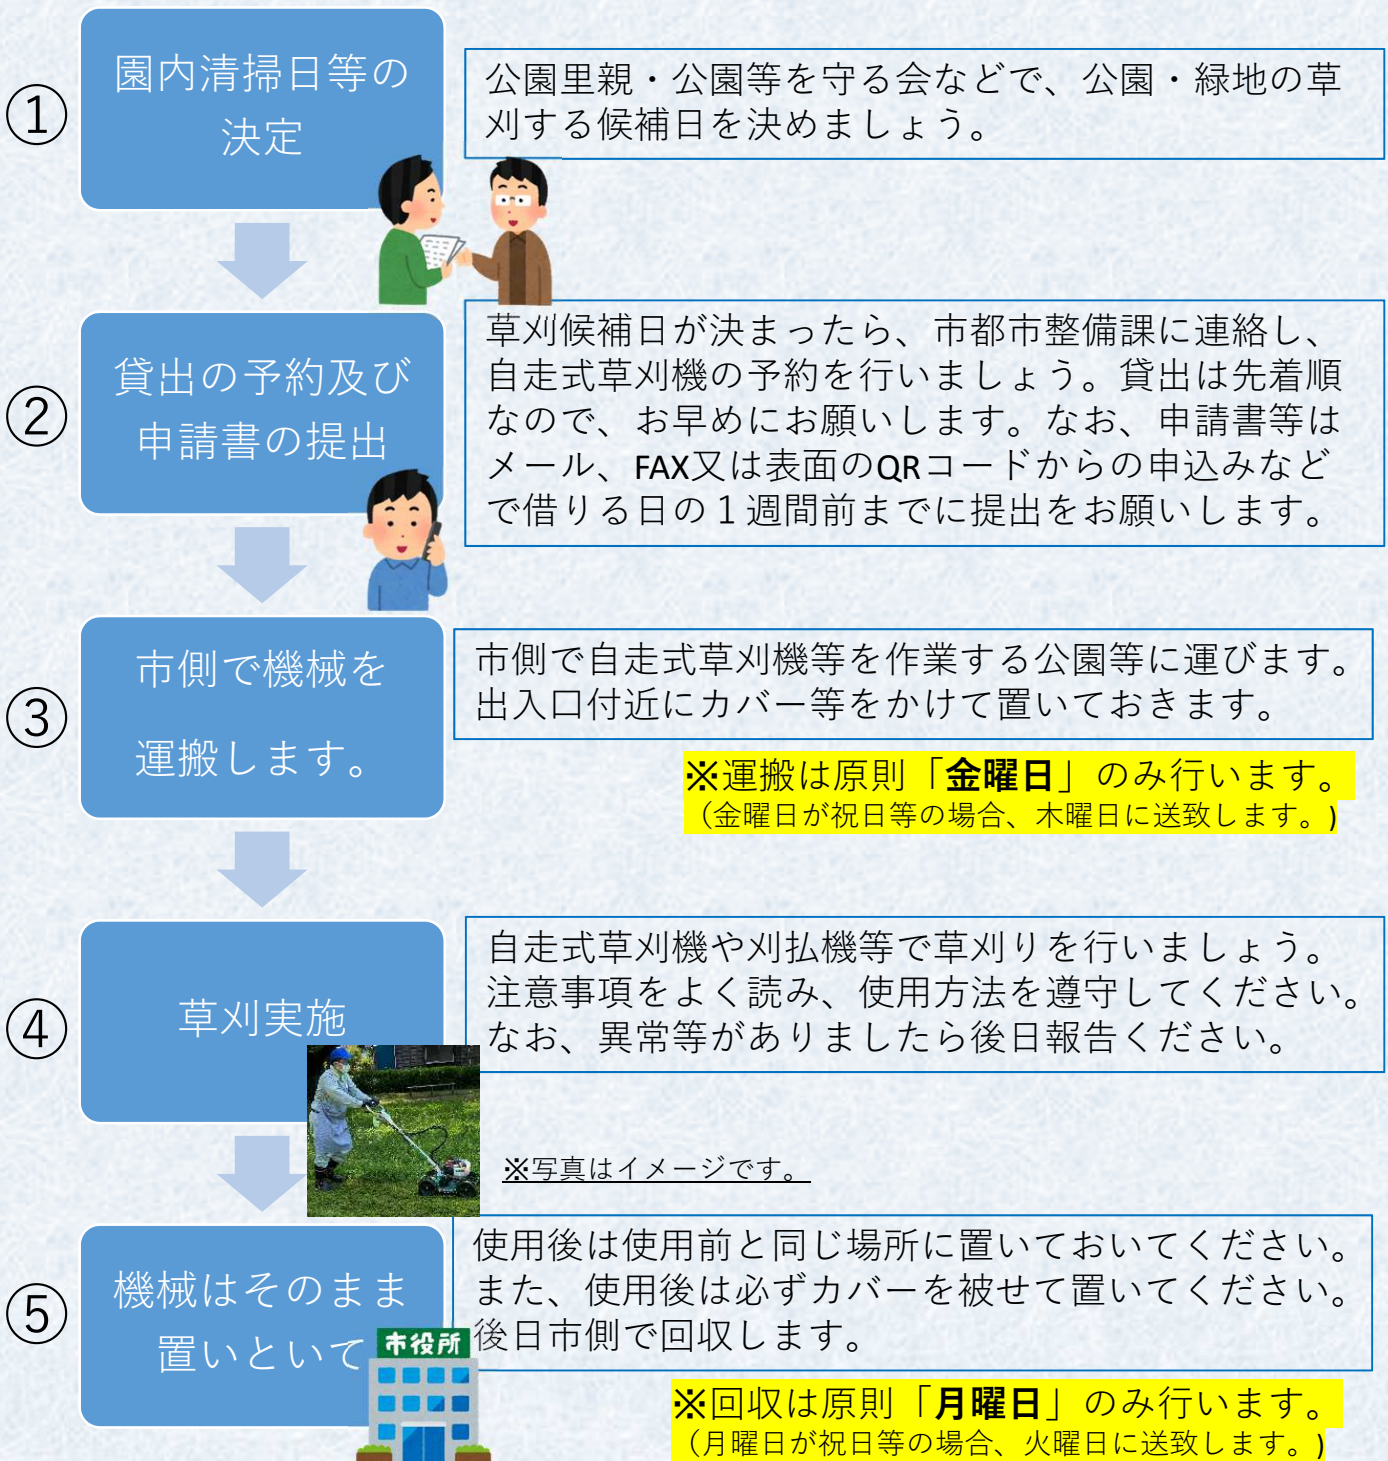 ①
園内清掃日等の
決定
公園里親・公園等を守る会などで、公園・緑地の草
刈する候補日を決めましょう。
②
貸出の予約及び
申請書の提出
草刈候補日が決まったら、市都市整備課に連絡し、
自走式草刈機の予約を行いましょう。貸出は先着順
なので、お早めにお願いします。なお、申請書等は
メール、FAX又は表面のQRコードからの申込みなど
で借りる日の１週間前までに提出をお願いします。
③
市側で機械を
運搬します。
市側で自走式草刈機等を作業する公園等に運びます。
出入口付近にカバー等をかけて置いておきます。
※運搬は原則「金曜日」のみ行います。
（金曜日が祝日等の場合、木曜日に送致します。)
④
草刈実施
自走式草刈機や刈払機等で草刈りを行いましょう。
注意事項をよく読み、使用方法を遵守してください。
なお、異常等がありましたら後日報告ください。
※写真はイメージです。
⑤
機械はそのまま
置いといて
市役所
使用後は使用前と同じ場所に置いておいてください。
また、使用後は必ずカバーを被せて置いてください。
後日市側で回収します。
※回収は原則「月曜日」のみ行います。
（月曜日が祝日等の場合、火曜日に送致します。)